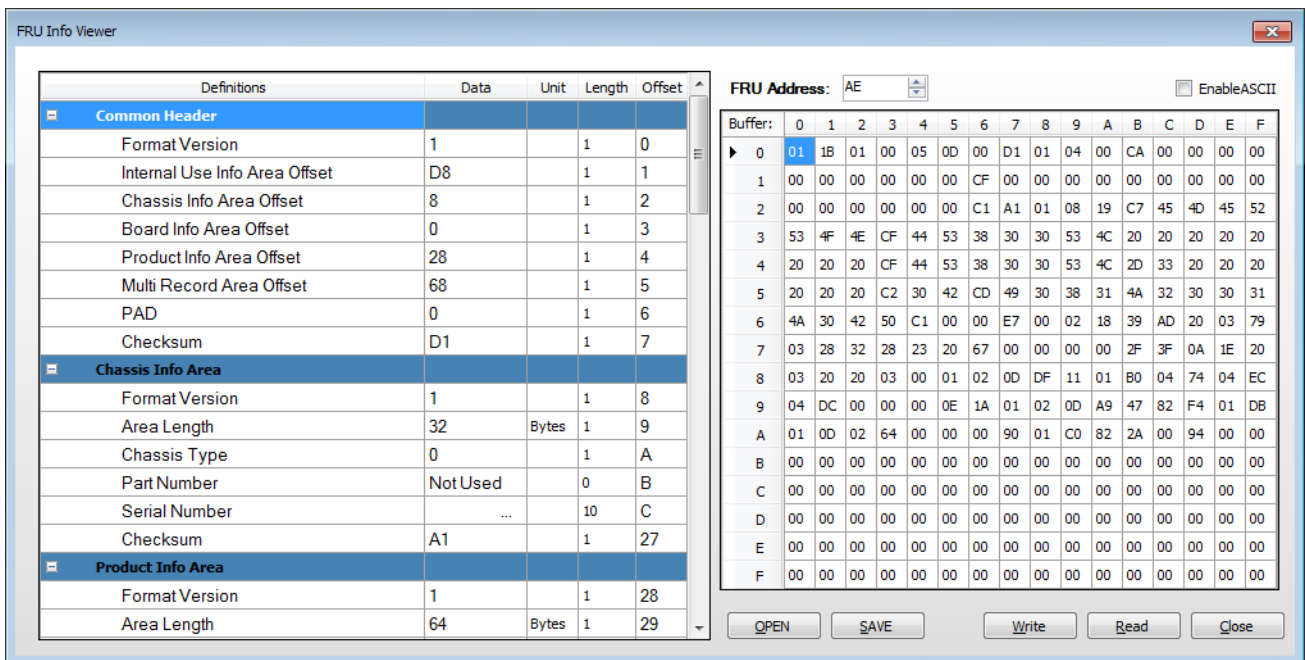 FRU Info Viewer
Definitions Data Unit Length Offset
Common Header
Format Version 1 1 0
Internal Use Info Area Offset D8 1 1
Chassis Info Area Offset 8 1 2
Board Info Area Offset 0 1 3
Product Info Area Offset 28 1 4
Multi Record Area Offset 68 1 5
PAD 0 1 6
Checksum D1 1 7
Chassis Info Area
Format Version 1 1 8
Area Length 32 Bytes 1 9
Chassis Type 0 1 A
Part Number Not Used 0 B
Serial Number ... 10 C
Checksum A1 1 27
Product Info Area
Format Version 1 1 28
Area Length 64 Bytes 1 29
FRU Address: AE EnableASCII
Buffer: 0 1 2 3 4 5 6 7 8 9 A B C D E F
0 01 1B 01 00 05 0D 00 D1 01 04 00 CA 00 00 00 00
1 00 00 00 00 00 00 CF 00 00 00 00 00 00 00 00 00
2 00 00 00 00 00 00 C1 A1 01 08 19 C7 45 4D 45 52
3 53 4F 4E CF 44 53 38 30 30 53 4C 20 20 20 20 20
4 20 20 20 CF 44 53 38 30 30 53 4C 2D 33 20 20 20
5 20 20 20 C2 30 42 CD 49 30 38 31 4A 32 30 30 31
6 4A 30 42 50 C1 00 00 E7 00 02 18 39 AD 20 03 79
7 03 28 32 28 23 20 67 00 00 00 00 2F 3F 0A 1E 20
8 03 20 20 03 00 01 02 0D DF 11 01 B0 04 74 04 EC
9 04 DC 00 00 00 0E 1A 01 02 0D A9 47 82 F4 01 DB
A 01 0D 02 64 00 00 00 90 01 C0 82 2A 00 94 00 00
B 00 00 00 00 00 00 00 00 00 00 00 00 00 00 00 00
C 00 00 00 00 00 00 00 00 00 00 00 00 00 00 00 00
D 00 00 00 00 00 00 00 00 00 00 00 00 00 00 00 00
E 00 00 00 00 00 00 00 00 00 00 00 00 00 00 00 00
F 00 00 00 00 00 00 00 00 00 00 00 00 00 00 00 00
OPEN SAVE Write Read Close